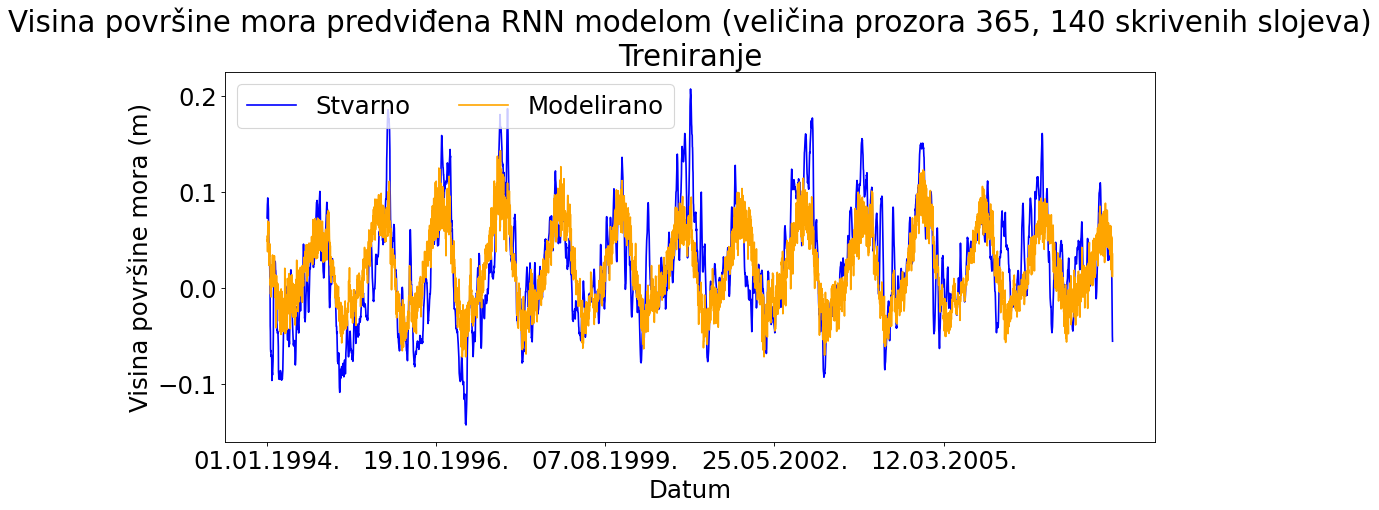 Visina površine mora predviđena RNN modelom (veličina prozora 365, 140 skrivenih slojeva)
Treniranje
Stvarno
Modelirano
Visina površine mora (m)
0.2
0.1
0.0
−0.1
01.01.1994.
19.10.1996.
07.08.1999.
25.05.2002.
12.03.2005.
Datum